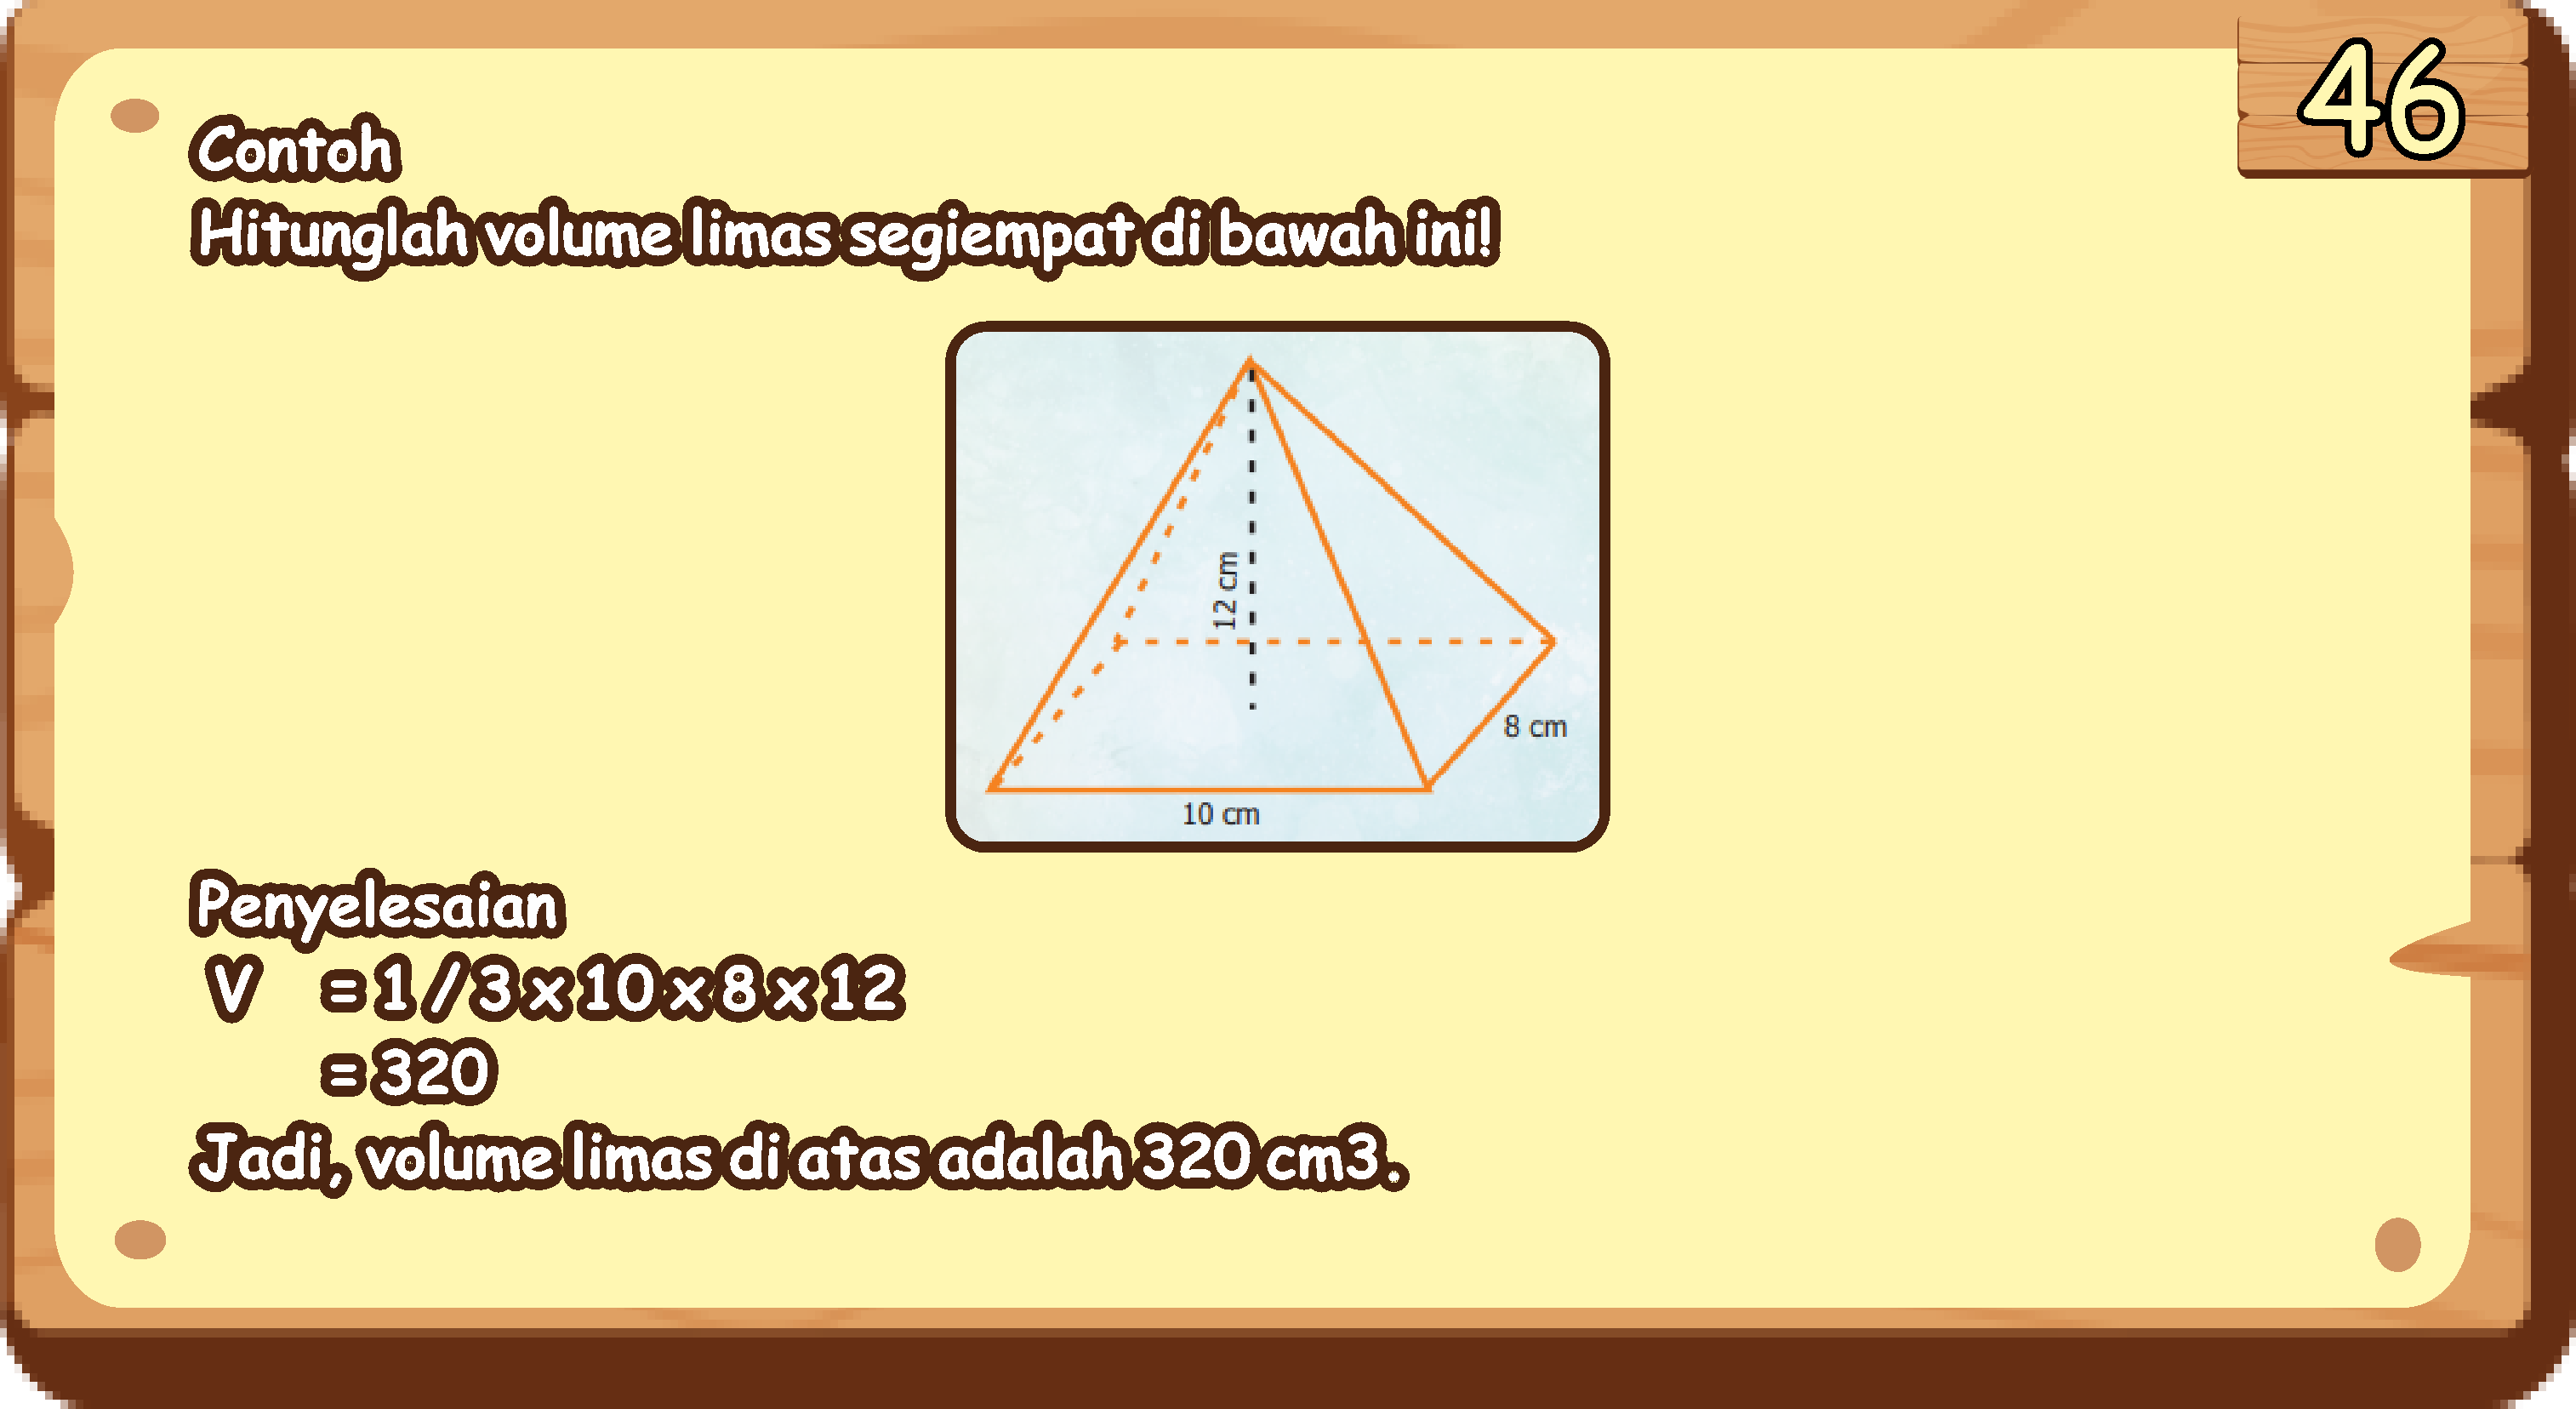 46
Contoh
Hitunglah volume limas segiempat di bawah ini!
12 cm
8 cm
10 cm
Penyelesaian
V = 1/3 x 10 x 8 x 12
= 320
Jadi, volume limas di atas adalah 320 cm3.